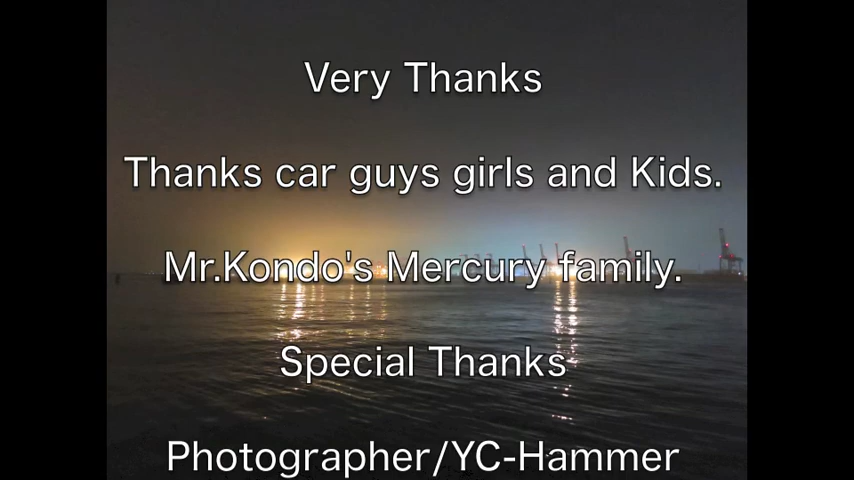 Very Thanks
Thanks car guys girls and Kids.
Mr.Kondo's Mercury family.
Special Thanks
Photographer/YC-Hammer